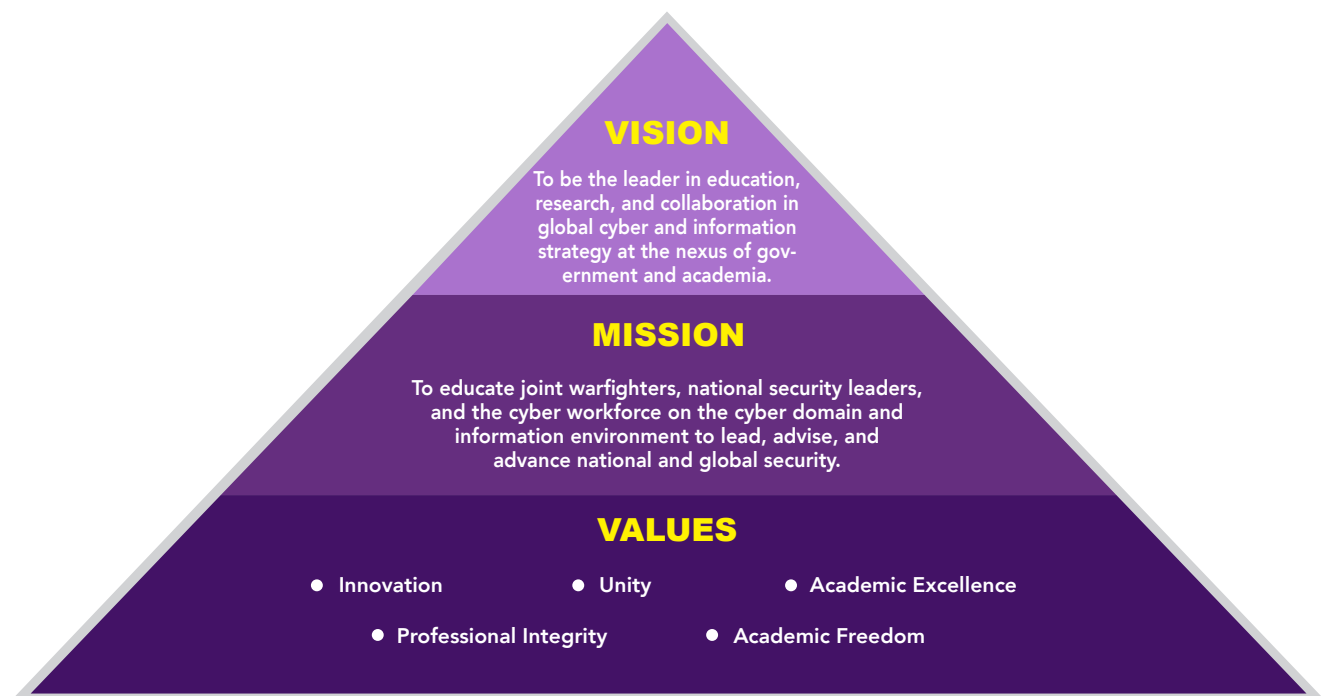 VISION
To be the leader in education,
research, and collaboration in
global cyber and information
strategy at the nexus of gov-
ernment and academia.
MISSION
To educate joint warfighters, national security leaders,
and the cyber workforce on the cyber domain and
information environment to lead, advise, and
advance national and global security.
VALUES
● Innovation ● Unity ● Academic Excellence
● Professional Integrity ● Academic Freedom